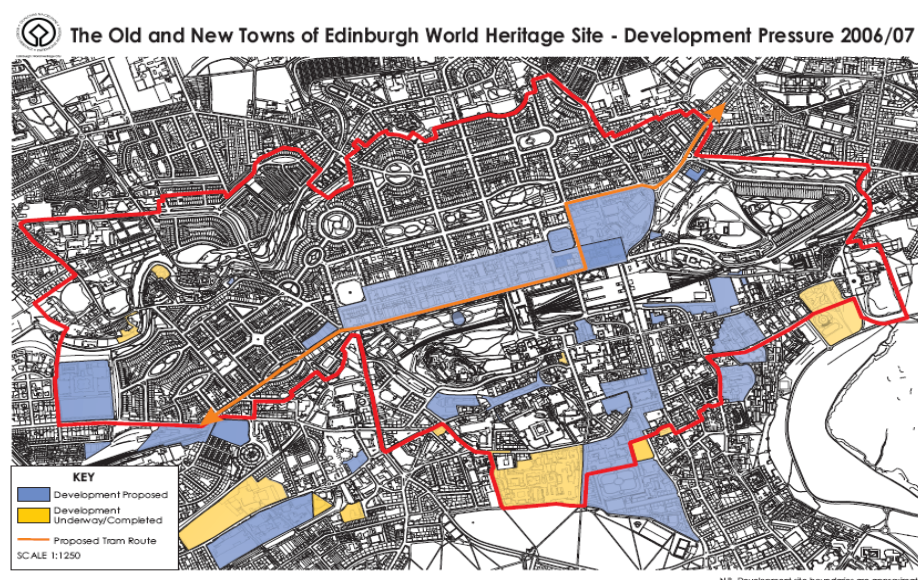 The Old and New Towns of Edinburgh World Heritage Site - Development Pressure 2006/07
KEY
Development Proposed
Development
Underway/Completed
Proposed Tram Route
SCALE 1:1250